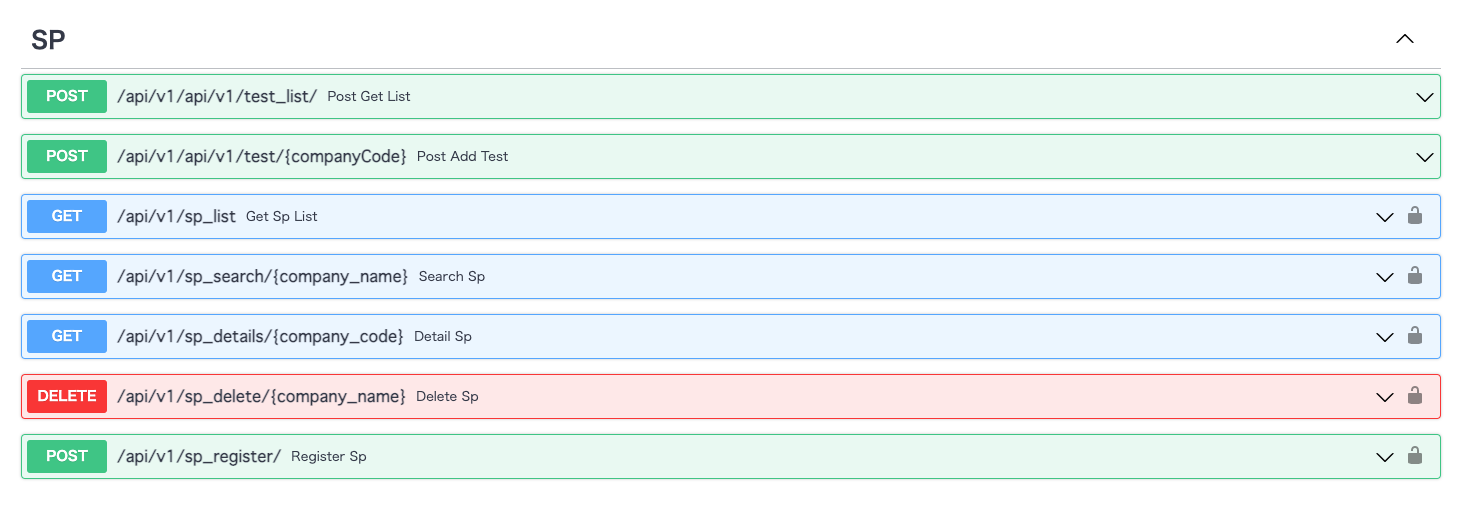 SP
POST /api/v1/api/v1/test_list/ Post Get List
POST /api/v1/api/v1/test/{companyCode} Post Add Test
GET /api/v1/sp_list Get Sp List
GET /api/v1/sp_search/{company_name} Search Sp
GET /api/v1/sp_details/{company_code} Detail Sp
DELETE /api/v1/sp_delete/{company_name} Delete Sp
POST /api/v1/sp_register/ Register Sp